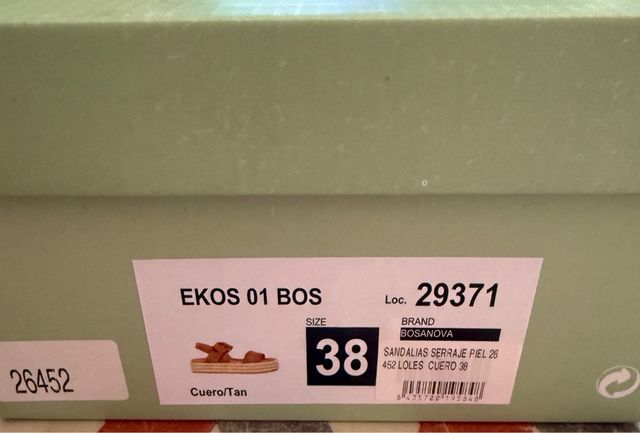 EKOS 01 BOS
Loc. 29371
SIZE
38
BRAND
BOSANOVA
SANDALIAS SERRAJE PIEL 26
452 LOLES CUERO 38
Cuero/Tan
26452